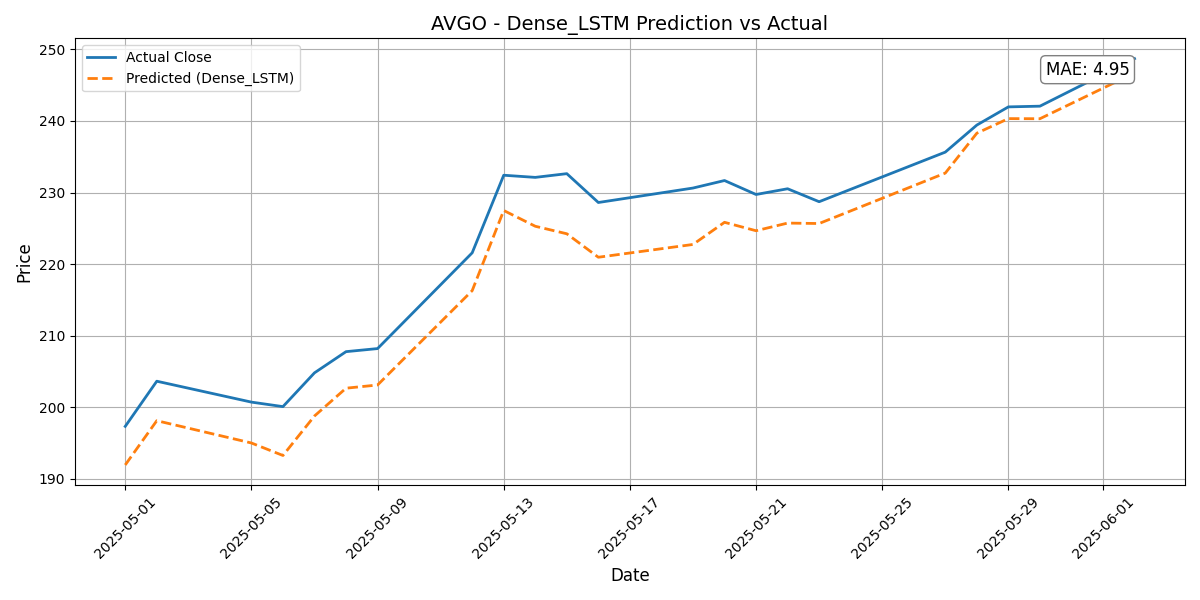 AVGO - Dense_LSTM Prediction vs Actual
Actual Close
Predicted (Dense_LSTM)
MAE: 4.95
Price
250
240
230
220
210
200
190
2025-05-01
2025-05-05
2025-05-09
2025-05-13
2025-05-17
2025-05-21
2025-05-25
2025-05-29
2025-06-01
Date